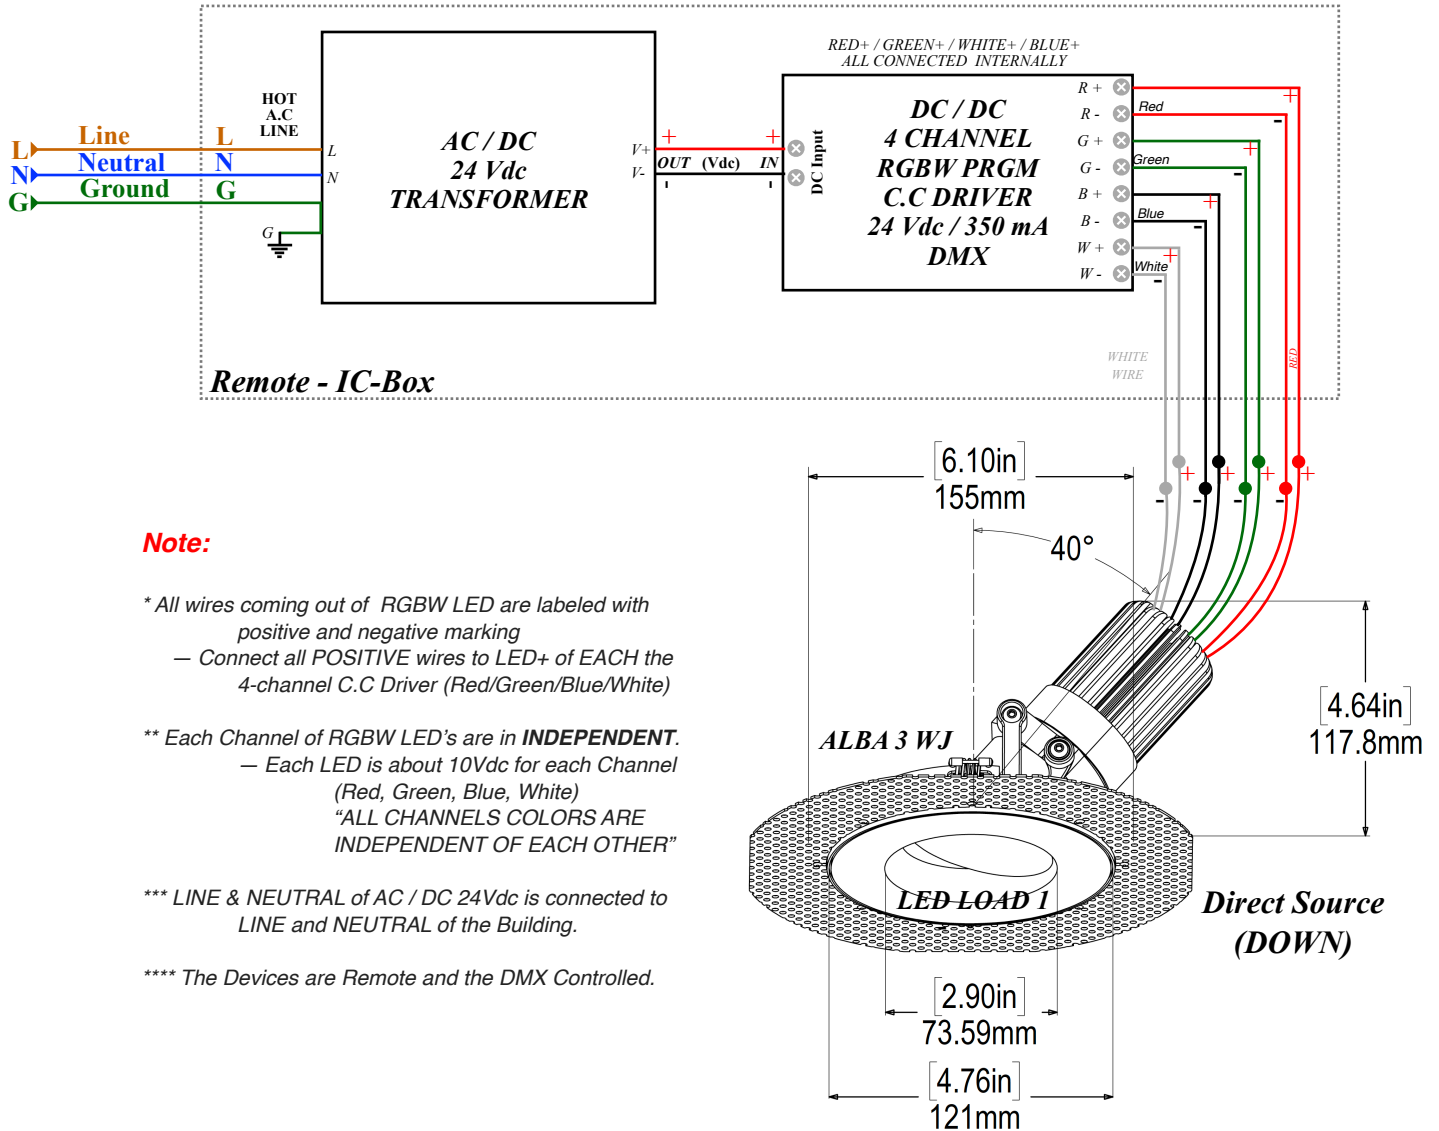 RED+ / GREEN+ / WHITE+ / BLUE+
ALL CONNECTED INTERNALLY
HOT
A.C
LINE
L Line L L
N Neutral N N
G Ground G
G
AC / DC
24 Vdc
TRANSFORMER
V+
V-
+ +
OUT (Vdc) IN
- -
DC Input
DC / DC
4 CHANNEL
RGBW PRGM
C.C DRIVER
24 Vdc / 350 mA
DMX
R + +
R - Red -
G + +
G - Green -
B + +
B - Blue -
W + +
W - White -
WHITE
WIRE
RED
Remote - IC-Box
+ + + +
- - - -
[6.10in]
155mm
40°
[4.64in]
117.8mm
ALBA 3 WJ
LED LOAD 1
Direct Source
(DOWN)
[2.90in]
73.59mm
[4.76in]
121mm
Note:
* All wires coming out of RGBW LED are labeled with
positive and negative marking
— Connect all POSITIVE wires to LED+ of EACH the
4-channel C.C Driver (Red/Green/Blue/White)
** Each Channel of RGBW LED's are in INDEPENDENT.
— Each LED is about 10Vdc for each Channel
(Red, Green, Blue, White)
“ALL CHANNELS COLORS ARE
INDEPENDENT OF EACH OTHER”
*** LINE & NEUTRAL of AC / DC 24Vdc is connected to
LINE and NEUTRAL of the Building.
**** The Devices are Remote and the DMX Controlled.